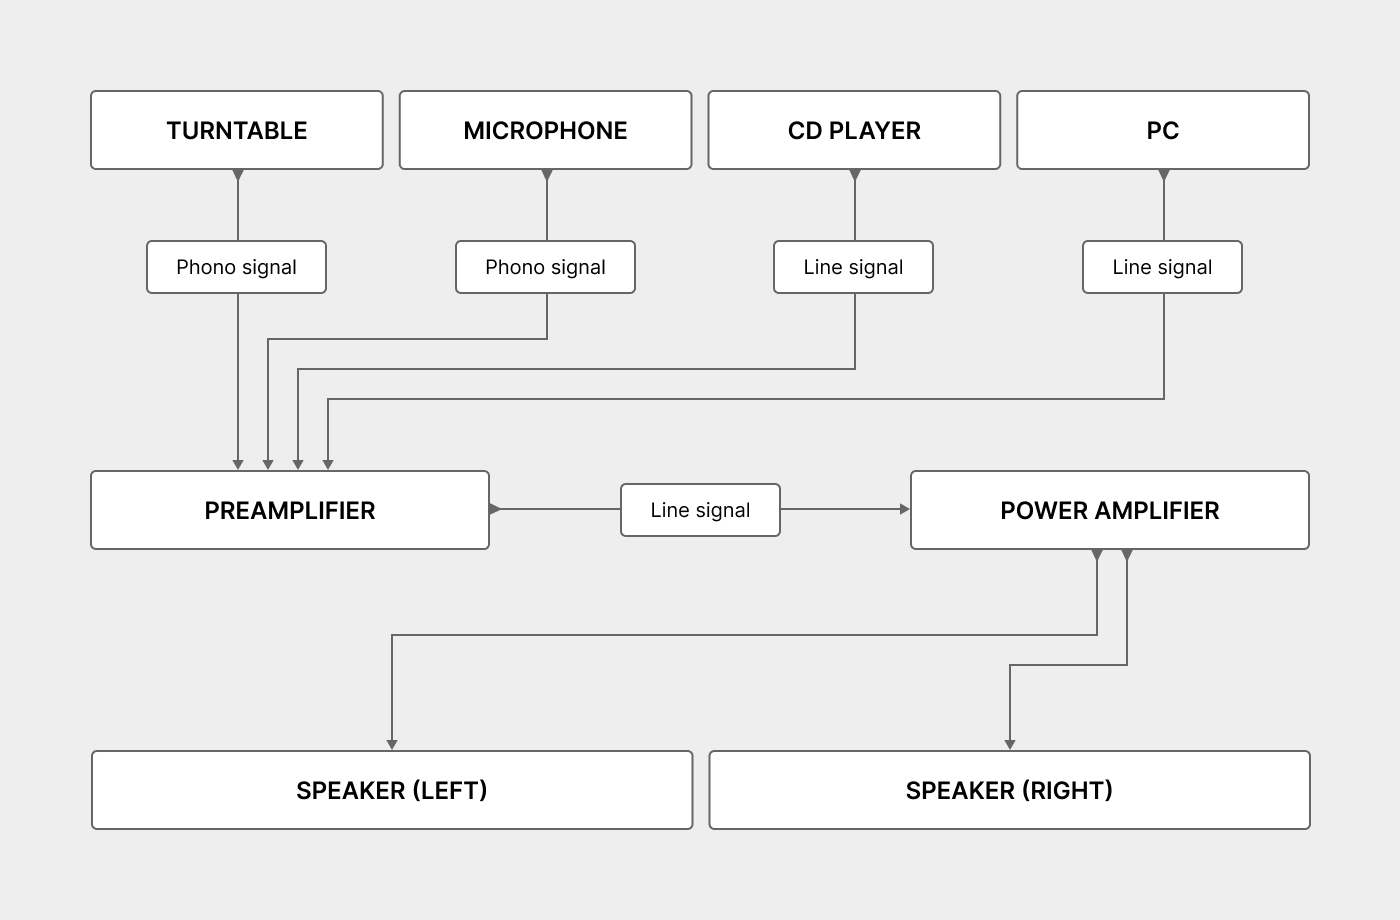 TURNTABLE
MICROPHONE
CD PLAYER
PC
Phono signal
Phono signal
Line signal
Line signal
PREAMPLIFIER
Line signal
POWER AMPLIFIER
SPEAKER (LEFT)
SPEAKER (RIGHT)